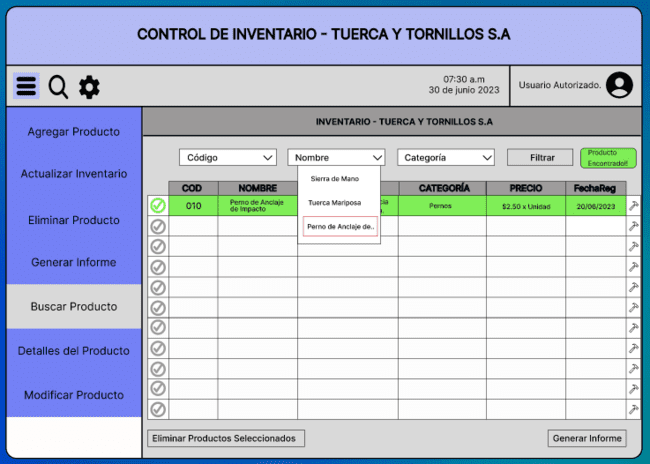 CONTROL DE INVENTARIO - TUERCA Y TORNILLOS S.A
07:30 a.m
30 de junio 2023
Usuario Autorizado.
Agregar Producto
Actualizar Inventario
Eliminar Producto
Generar Informe
Buscar Producto
Detalles del Producto
Modificar Producto
INVENTARIO - TUERCA Y TORNILLOS S.A
Código
Nombre
Categoría
Filtrar
Producto
Encontrado!!
Sierra de Mano
Tuerca Mariposa
Perno de Anclaje de..
COD NOMBRE CATEGORÍA PRECIO FechaReg
010 Perno de Anclaje
de Impacto
Pernos $2.50 x Unidad 20/06/2023
Eliminar Productos Seleccionados
Generar Informe